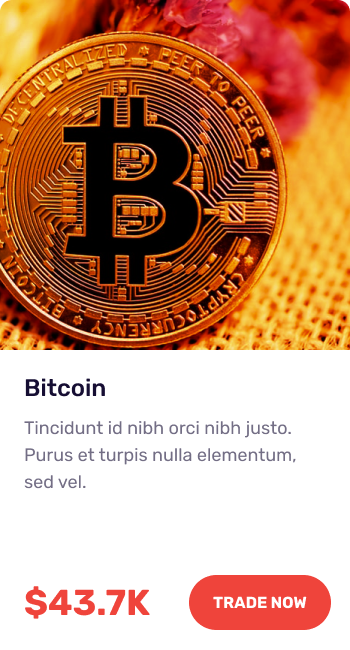 DECENTRALIZED * PEER TO PEER *
BITCOIN
CRYPTOCURRENCY
Bitcoin
Tincidunt id nibh orci nibh justo.
Purus et turpis nulla elementum,
sed vel.
$43.7K
TRADE NOW